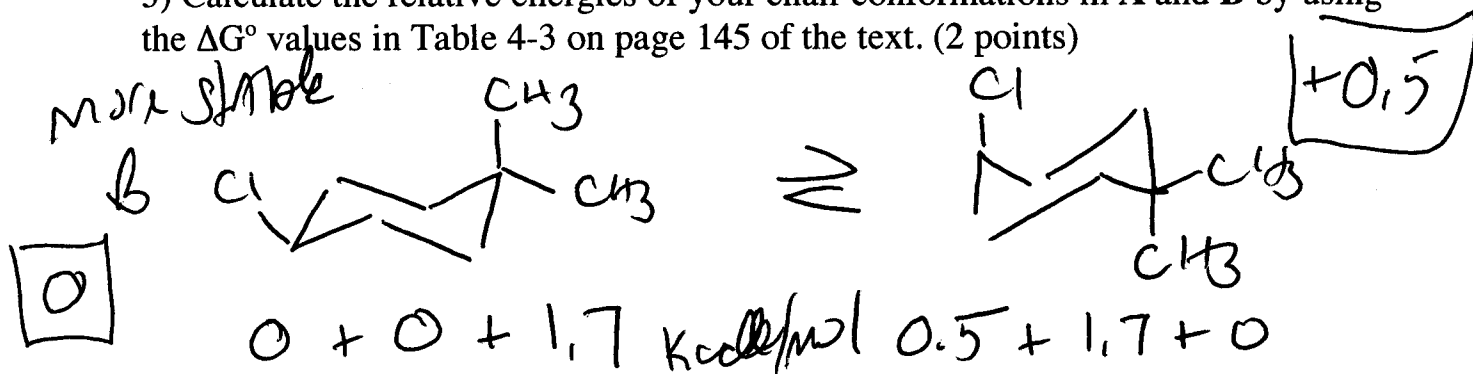 3) Calculate the relative energies of your chair conformations in A and B by using
the ΔG° values in Table 4-3 on page 145 of the text. (2 points)
more stable
CH3
Cl
+0,5
B
Cl
CH3
⇌
CH3
CH3
0
0 + 0 + 1,7 Kcal/mol 0.5 + 1,7 + 0